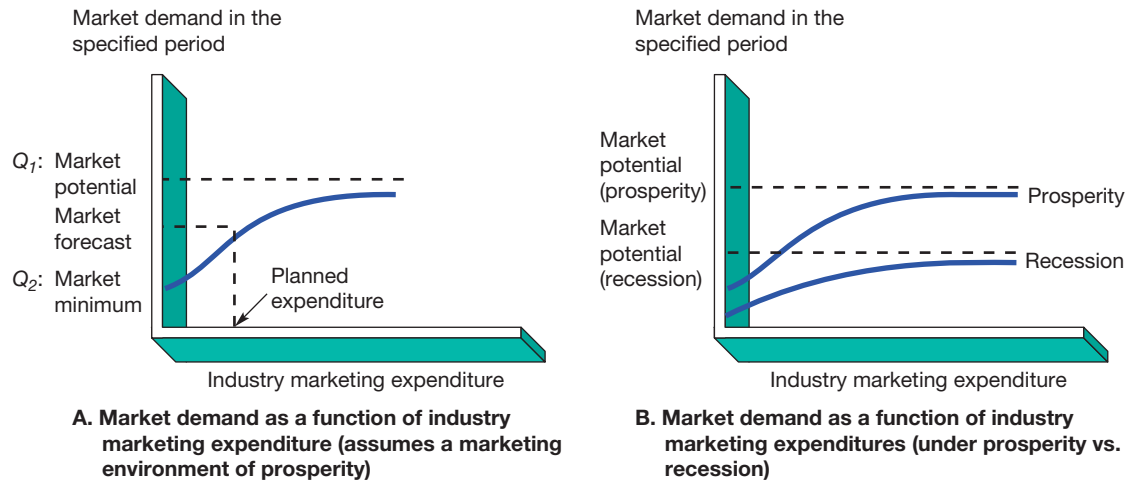 Market demand in the
specified period
Q1: Market
potential
Market
forecast
Q2: Market
minimum
Planned
expenditure
Industry marketing expenditure
A. Market demand as a function of industry
marketing expenditure (assumes a marketing
environment of prosperity)
Market demand in the
specified period
Market
potential
(prosperity)
Market
potential
(recession)
Prosperity
Recession
Industry marketing expenditure
B. Market demand as a function of industry
marketing expenditures (under prosperity vs.
recession)